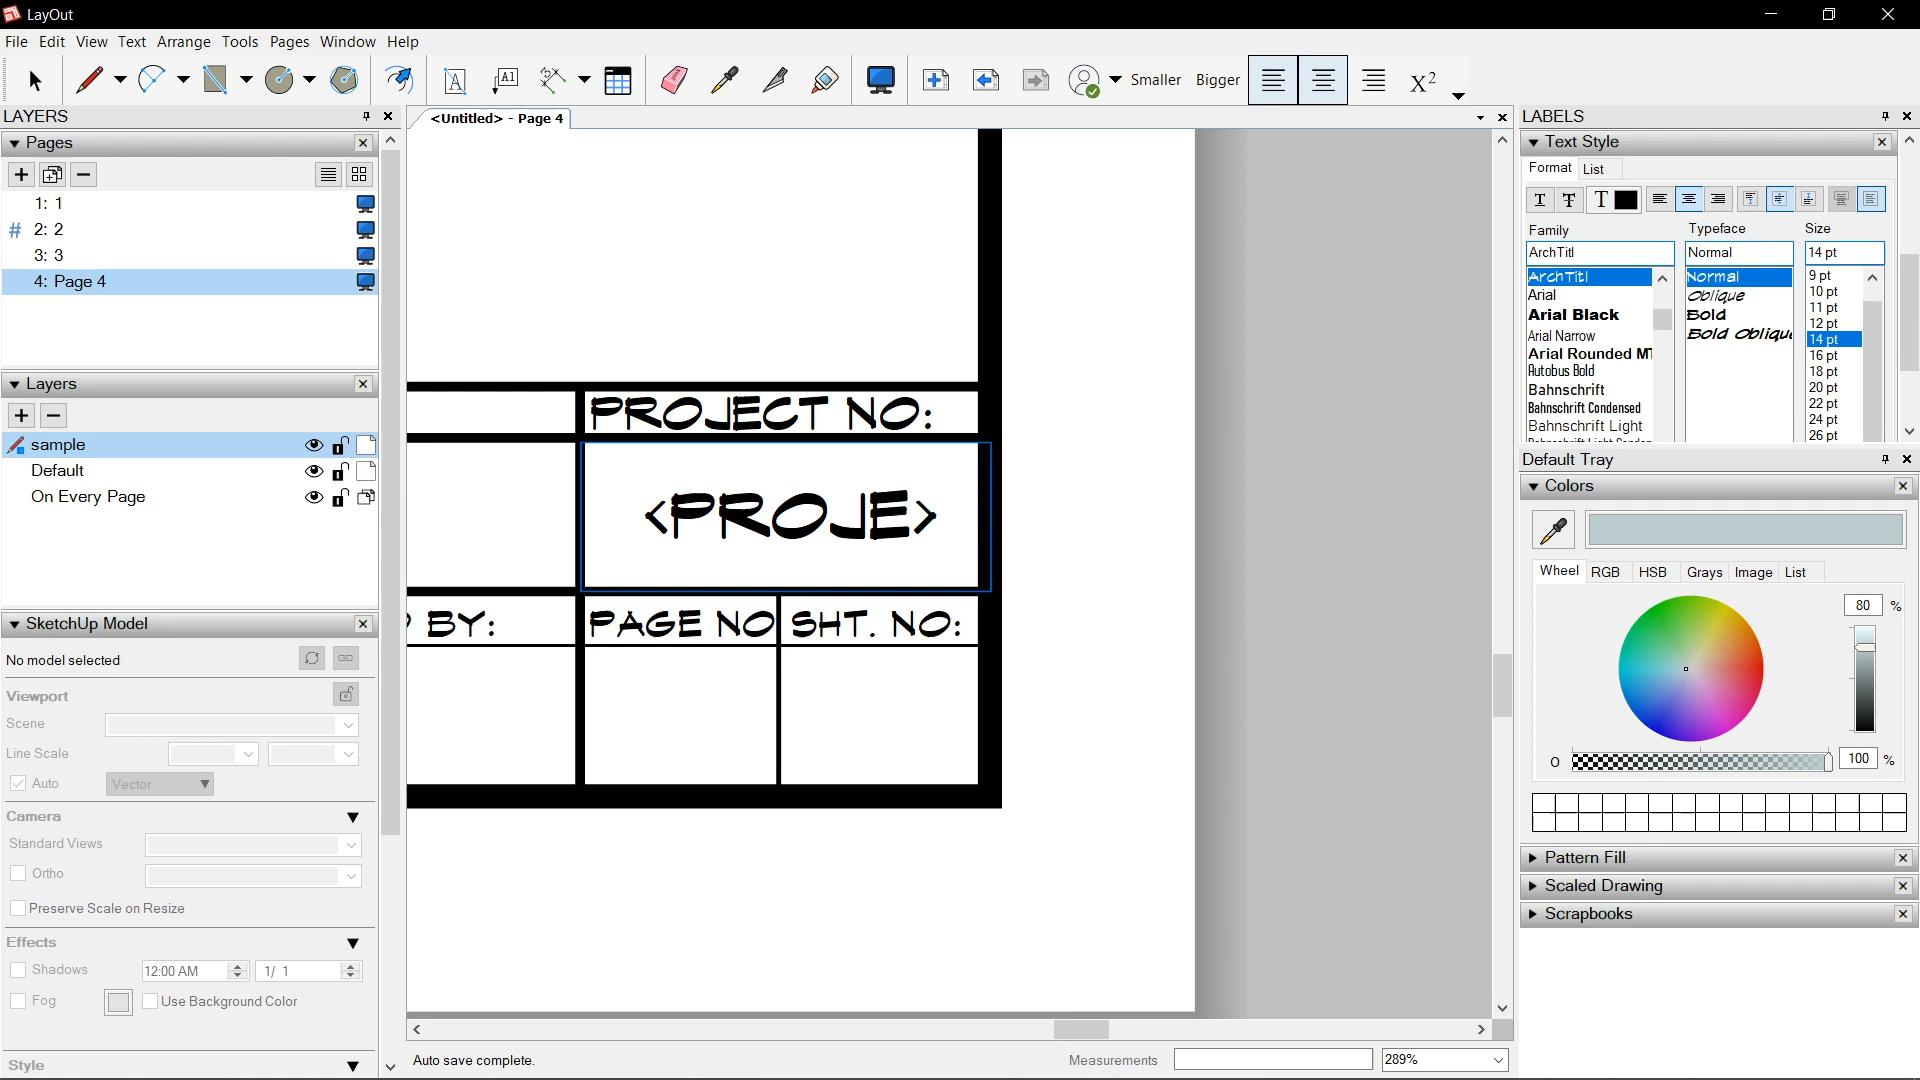 LayOut
File Edit View Text Arrange Tools Pages Window Help
A A1 Smaller Bigger X2
LAYERS
Pages
1: 1
# 2: 2
3: 3
4: Page 4
Layers
sample
Default
On Every Page
SketchUp Model
No model selected
Viewport
Scene
Line Scale
Auto Vector
Camera
Standard Views
Ortho
Preserve Scale on Resize
Effects
Shadows 12:00 AM 1/ 1
Fog Use Background Color
Style
<Untitled> - Page 4
PROJECT NO:
<PROJE>
BY: PAGE NO SHT. NO:
Auto save complete.
Measurements 289%
LABELS
Text Style
Format List
T T T
Family Typeface Size
ArchTitl Normal 14 pt
ArchTitl
Arial
Arial Black
Arial Narrow
Arial Rounded MT
Autobus Bold
Bahnschrift
Bahnschrift Condensed
Bahnschrift Light
Normal
Oblique
Bold
Bold Obliqu
9 pt
10 pt
11 pt
12 pt
14 pt
16 pt
18 pt
20 pt
22 pt
24 pt
26 pt
Default Tray
Colors
Wheel RGB HSB Grays Image List
80 %
O 100 %
Pattern Fill
Scaled Drawing
Scrapbooks